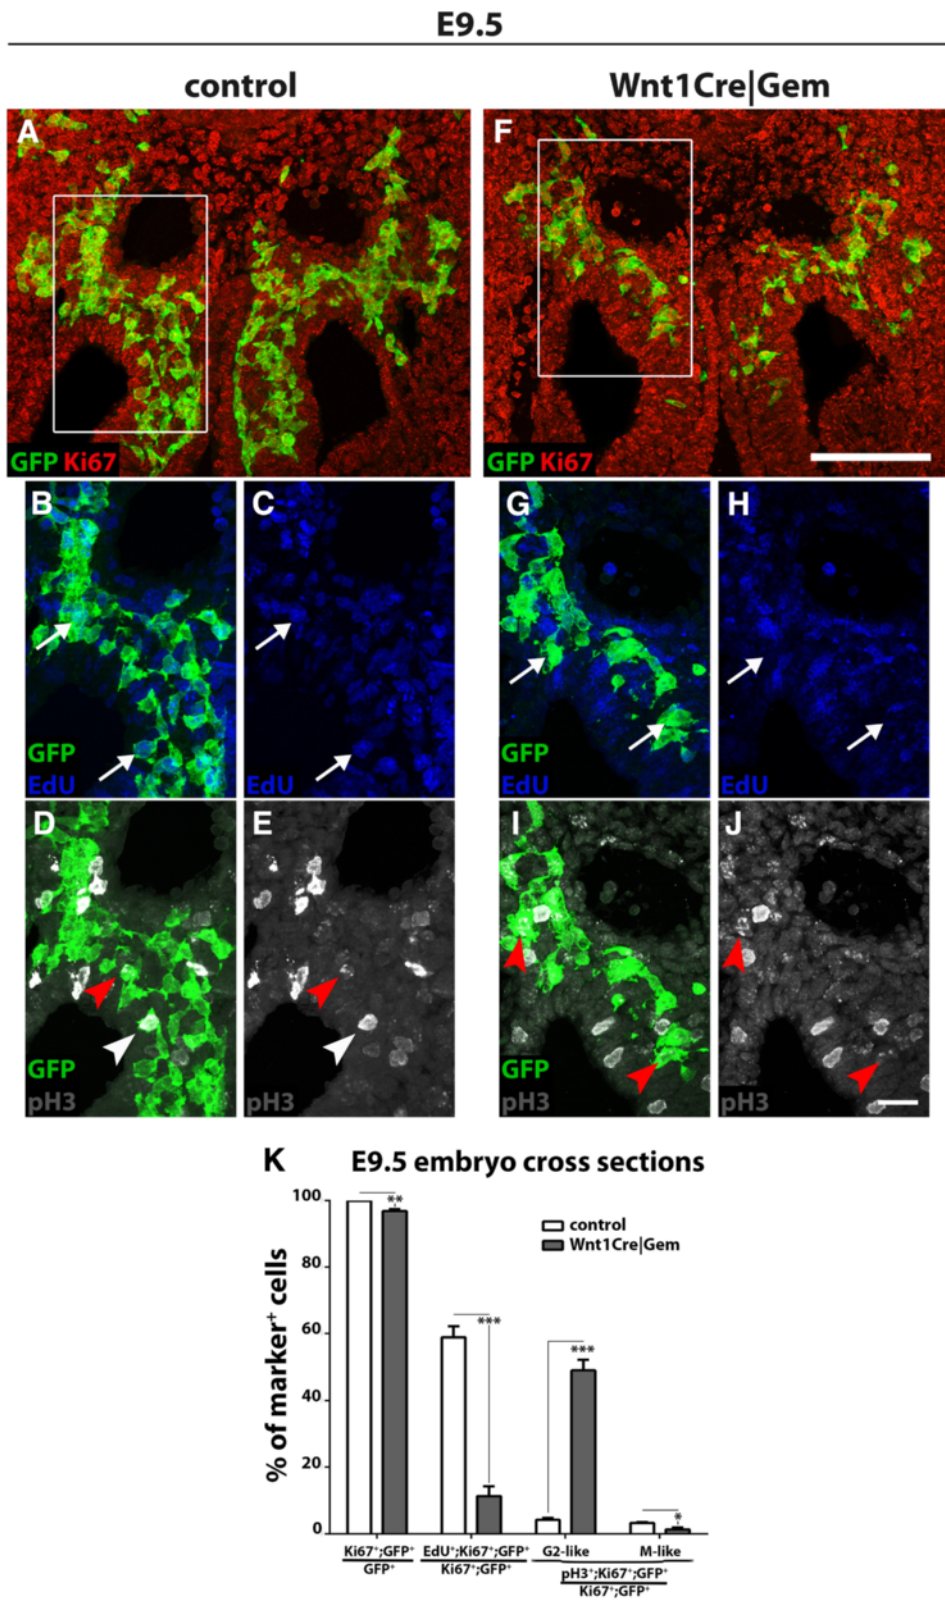 E9.5
control
Wnt1Cre|Gem
A
GFP Ki67
F
GFP Ki67
B
GFP
EdU
C
EdU
G
GFP
EdU
H
EdU
D
GFP
pH3
E
pH3
I
GFP
pH3
J
pH3
K E9.5 embryo cross sections
% of marker⁺ cells
100
80
60
40
20
0
control
Wnt1Cre|Gem
**
***
***
*
Ki67⁺;GFP⁺
GFP⁺
EdU⁺;Ki67⁺;GFP⁺
Ki67⁺;GFP⁺
G2-like
M-like
pH3⁺;Ki67⁺;GFP⁺
Ki67⁺;GFP⁺